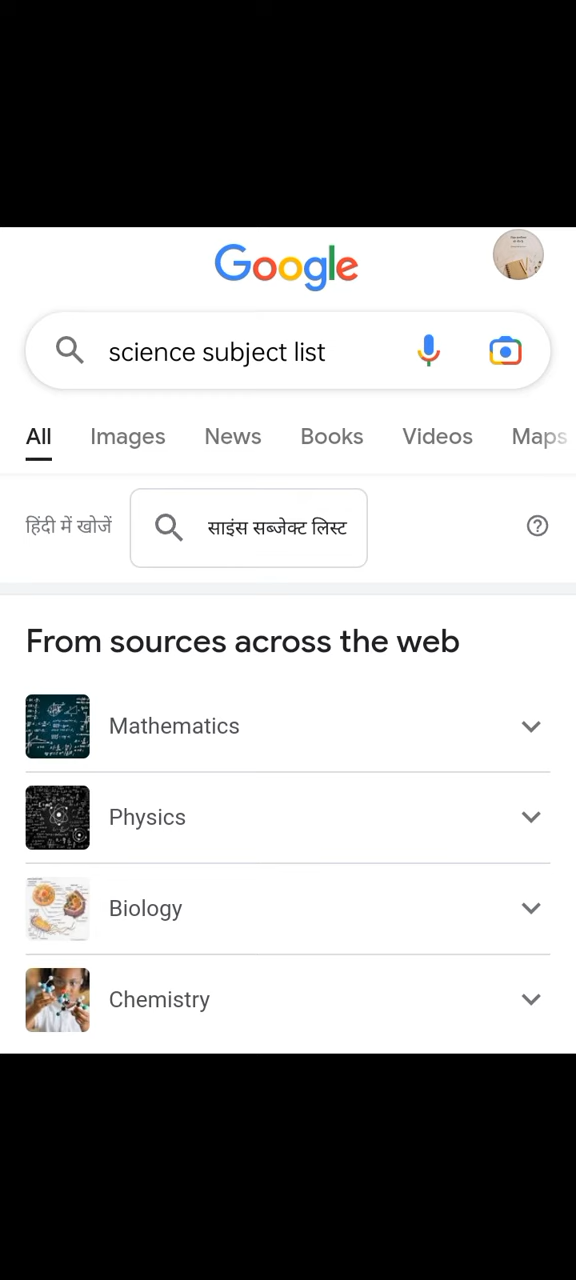 Google
science subject list
All Images News Books Videos Maps
हिंदी में खोजें साइंस सब्जेक्ट लिस्ट
From sources across the web
Mathematics
Physics
Biology
Chemistry